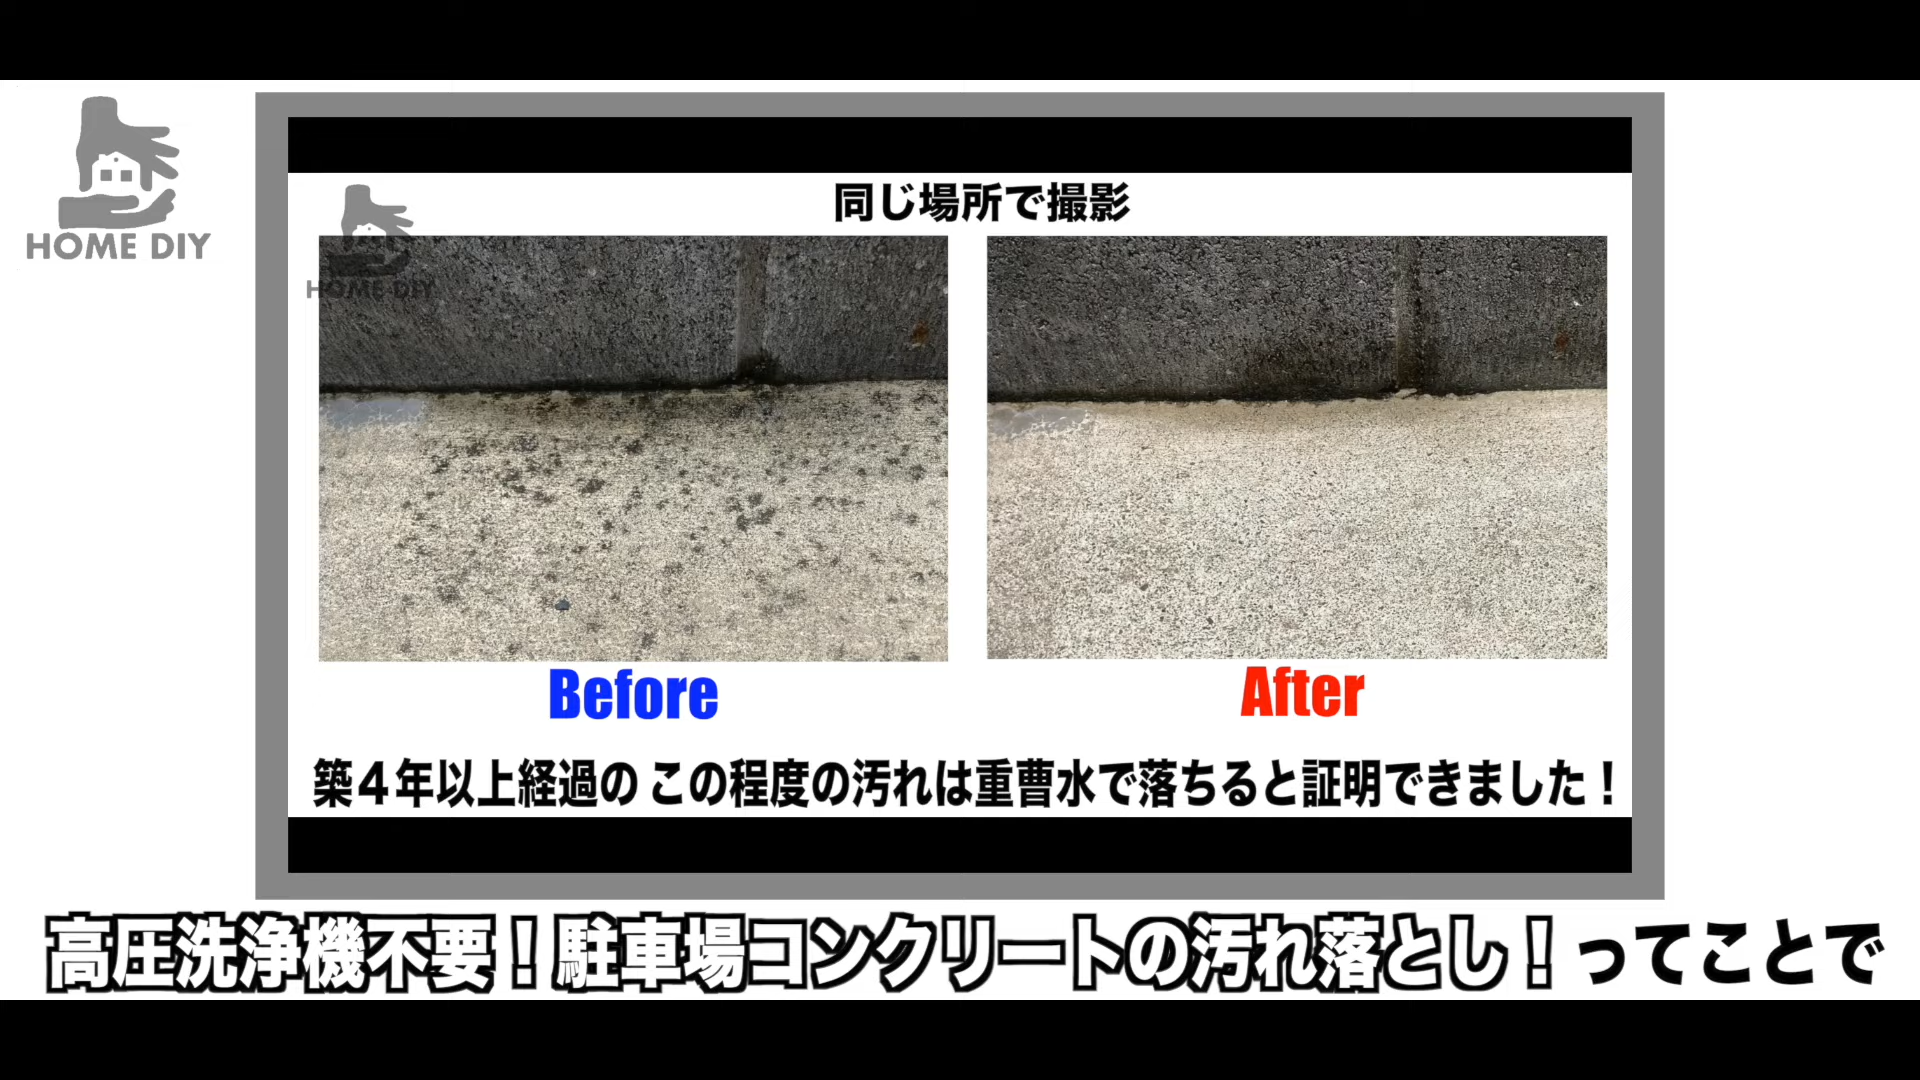 HOME DIY
同じ場所で撮影
HOME DIY
Before
After
築4年以上経過の この程度の汚れは重曹水で落ちると証明できました！
高圧洗浄機不要！駐車場コンクリートの汚れ落とし！ってことで